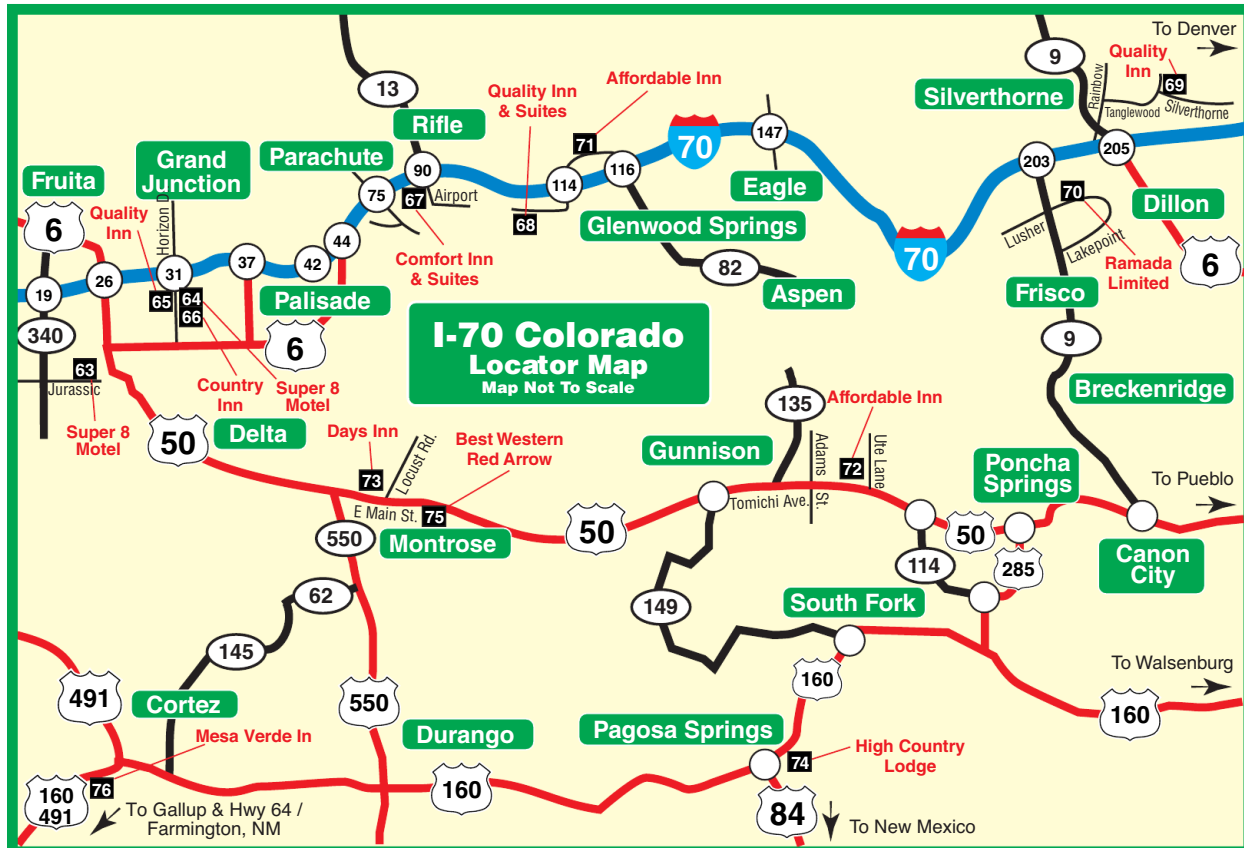 To Denver
9
Quality
Inn
69
Rainbow
Tanglewood
Silverthorne
Silverthorne
13
Affordable Inn
Quality Inn
& Suites
Rifle
71
70
147
Grand
Junction
Parachute
90
203
205
Fruita
75
67
Airport
114
116
Eagle
70
Dillon
6
Quality
Inn
Horizon D
68
Glenwood Springs
Lusher
Lakepoint
44
Comfort Inn
& Suites
70
Ramada
Limited
6
19
26
31
37
42
82
Aspen
Frisco
65
64
66
Palisade
340
6
I-70 Colorado
Locator Map
Map Not To Scale
9
63
Jurassic
Country
Inn
Super 8
Motel
135
Affordable Inn
Breckenridge
Super 8
Motel
50
Delta
Days Inn
Best Western
Red Arrow
Gunnison
Adams
St.
Ute Lane
72
Poncha
Springs
73
Locust Rd.
To Pueblo
E Main St.
75
Tomichi Ave.
550
Montrose
50
50
Canon
City
114
285
62
149
South Fork
145
To Walsenburg
491
Cortez
550
160
160
Mesa Verde In
Durango
Pagosa Springs
74
High Country
Lodge
160
491
76
160
84
To Gallup & Hwy 64 /
Farmington, NM
To New Mexico